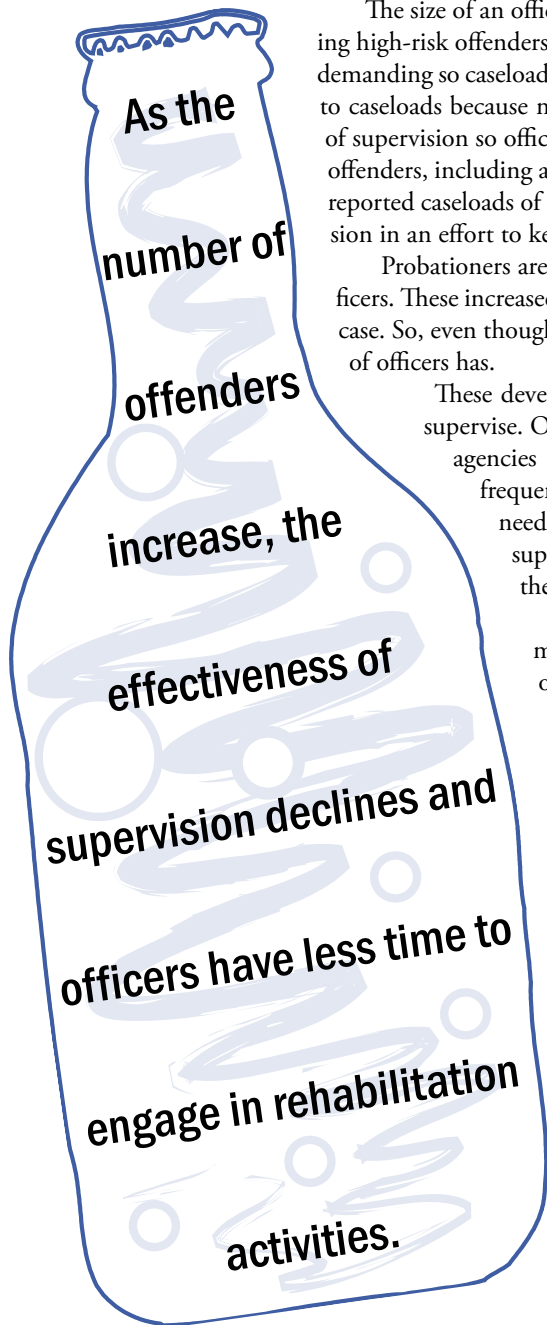 As the
number of
offenders
increase, the
effectiveness of
supervision declines and
officers have less time to
engage in rehabilitation
activities.
The size of an offic
ing high-risk offenders
demanding so caseload
to caseloads because n
of supervision so offic
offenders, including a
reported caseloads of
sion in an effort to ke
Probationers are
ficers. These increased
case. So, even though
of officers has.
These deve
supervise. O
agencies
frequen
need
sup
the
m
o